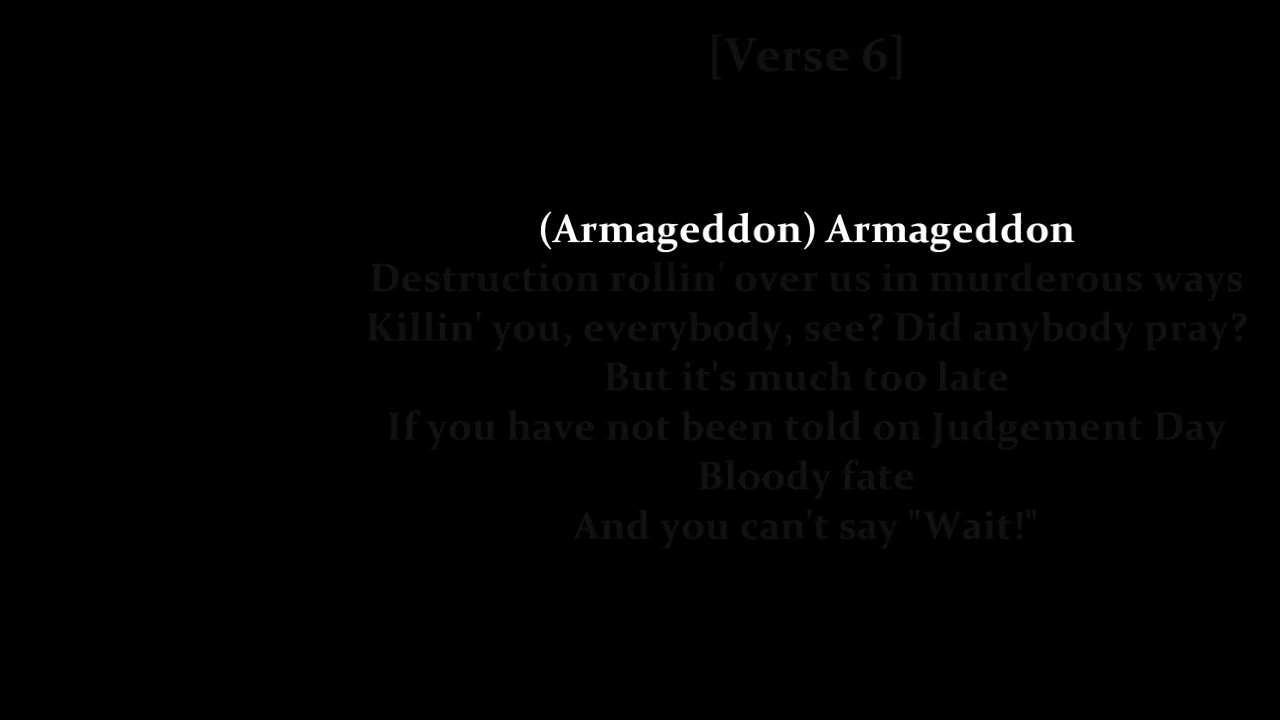 [Verse 6]
(Armageddon) Armageddon
Destruction rollin' over us in murderous ways
Killin' you, everybody, see? Did anybody pray?
But it's much too late
If you have not been told on Judgement Day
Bloody fate
And you can't say "Wait!"